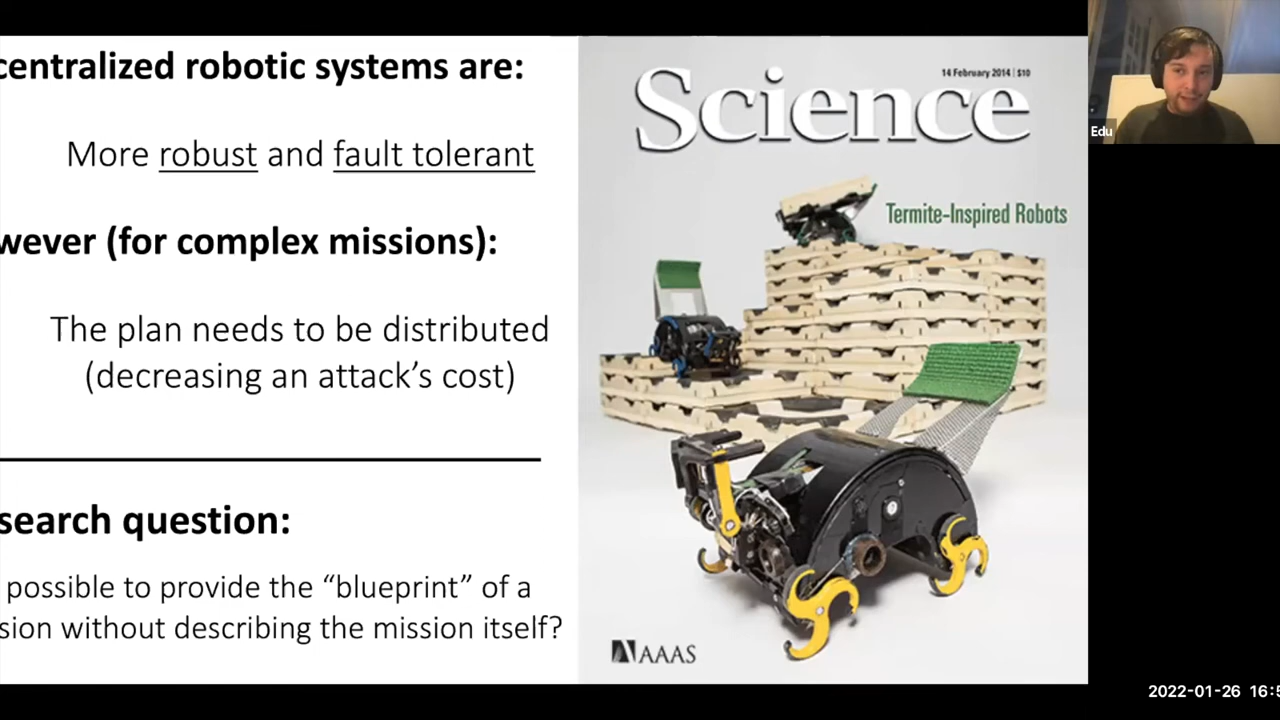 centralized robotic systems are:
More robust and fault tolerant
wever (for complex missions):
The plan needs to be distributed
(decreasing an attack's cost)
search question:
possible to provide the “blueprint” of a
sion without describing the mission itself?
14 February 2014 | $10
Science
Termite-Inspired Robots
AAAS
Edu
2022-01-26 16:5